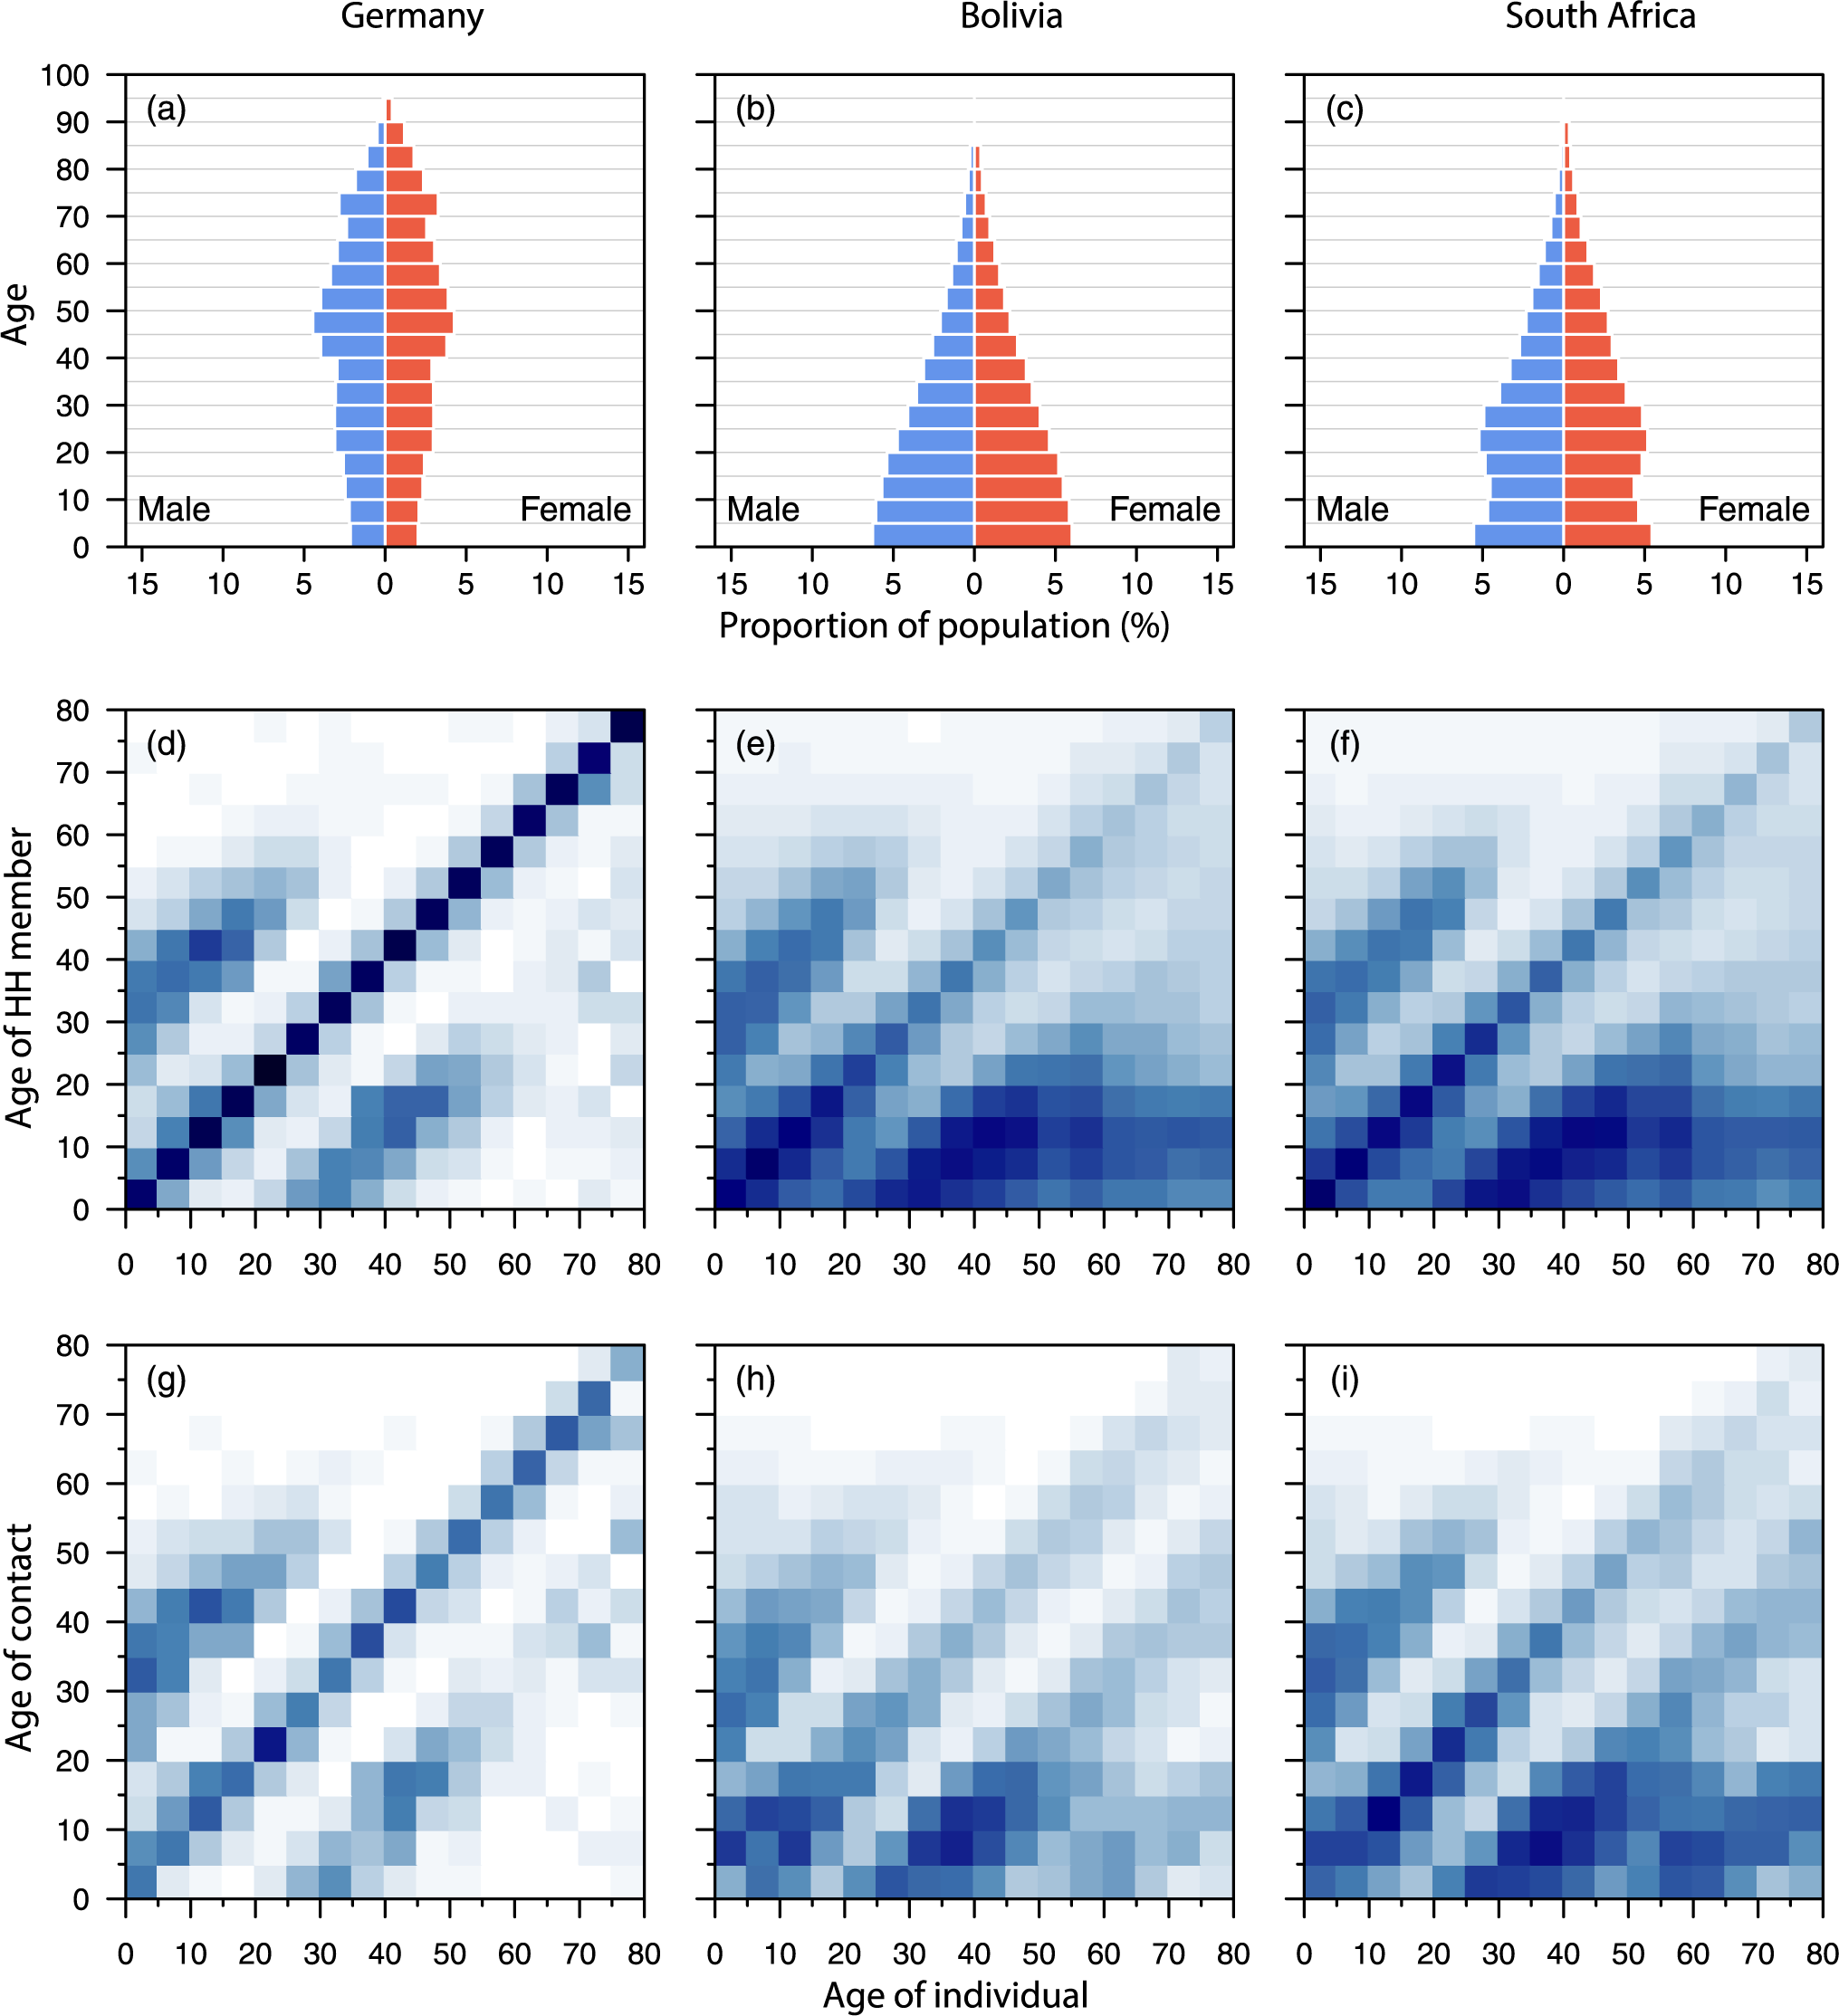 Germany Bolivia South Africa
100
90
80
70
60
50
40
30
20
10
0
Age
(a) (b) (c)
Male Female Male Female Male Female
15 10 5 0 5 10 15 15 10 5 0 5 10 15 15 10 5 0 5 10 15
Proportion of population (%)
80
70
60
50
40
30
20
10
0
Age of HH member
(d) (e) (f)
0 10 20 30 40 50 60 70 80 0 10 20 30 40 50 60 70 80 0 10 20 30 40 50 60 70 80
80
70
60
50
40
30
20
10
0
Age of contact
(g) (h) (i)
0 10 20 30 40 50 60 70 80 0 10 20 30 40 50 60 70 80 0 10 20 30 40 50 60 70 80
Age of individual